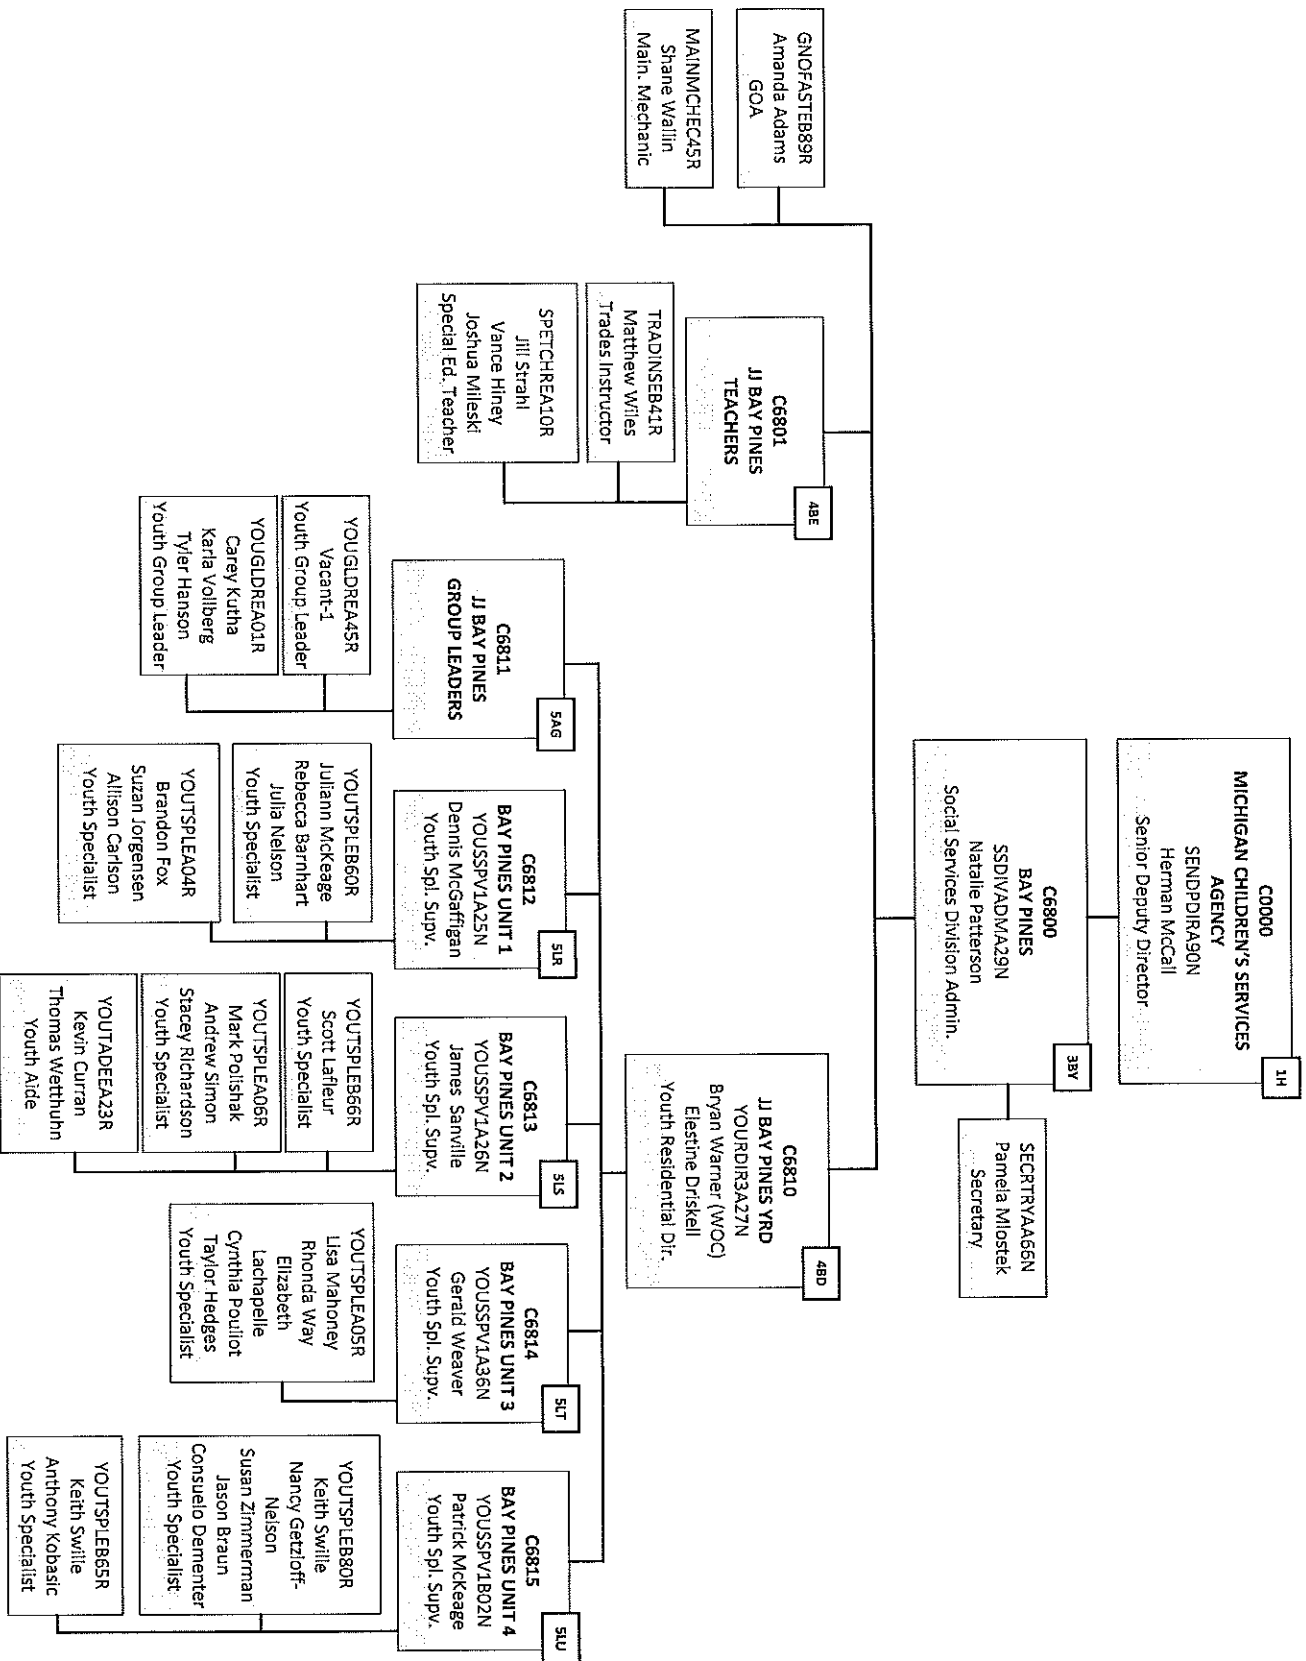 C0000
MICHIGAN CHILDREN'S SERVICES
AGENCY
SENDPDIRA90N
Herman McCall
Senior Deputy Director
1H
C6800
BAY PINES
SSDIVADMA29N
Natalie Patterson
Social Services Division Admin.
3BY
SECRTRYAA66N
Pamela Mlostek
Secretary
GNOFASTEB89R
Amanda Adams
GOA
MAINMCHEC45R
Shane Wallin
Main. Mechanic
C6801
JJ BAY PINES
TEACHERS
4BE
TRADINSEB41R
Matthew Wiles
Trades Instructor
SPETCHREA10R
Jill Strahl
Vance Hiney
Joshua Mileski
Special Ed. Teacher
C6810
JJ BAY PINES YRD
YOURDIR3A27N
Bryan Warner (WOC)
Elestine Driskell
Youth Residential Dir.
4BD
C6811
JJ BAY PINES
GROUP LEADERS
5AG
YOUGLDREA45R
Vacant-1
Youth Group Leader
YOUGLDREA01R
Carey Kutha
Karla Vollberg
Tyler Hanson
Youth Group Leader
C6812
BAY PINES UNIT 1
YOUSSPV1A25N
Dennis McGaffigan
Youth Spl. Supv.
5LR
YOUTSPLEB60R
Juliann McKeage
Rebecca Barnhart
Julia Nelson
Youth Specialist
YOUTSPLEA04R
Brandon Fox
Suzan Jorgensen
Allison Carlson
Youth Specialist
C6813
BAY PINES UNIT 2
YOUSSPV1A26N
James Sanville
Youth Spl. Supv.
5LS
YOUTSPLEB66R
Scott Lafleur
Youth Specialist
YOUTSPLEA06R
Mark Polishak
Andrew Simon
Stacey Richardson
Youth Specialist
YOUTADEEA23R
Kevin Curran
Thomas Wetthuhn
Youth Aide
C6814
BAY PINES UNIT 3
YOUSSPV1A36N
Gerald Weaver
Youth Spl. Supv.
5LT
YOUTSPLEA05R
Lisa Mahoney
Rhonda Way
Elizabeth
Lachapelle
Cynthia Pouliot
Taylor Hedges
Youth Specialist
C6815
BAY PINES UNIT 4
YOUSSPV1B02N
Patrick McKeage
Youth Spl. Supv.
5LU
YOUTSPLEB80R
Keith Swille
Nancy Getzloff-
Nelson
Susan Zimmerman
Jason Braun
Consuelo Dementer
Youth Specialist
YOUTSPLEB65R
Keith Swille
Anthony Kobasic
Youth Specialist